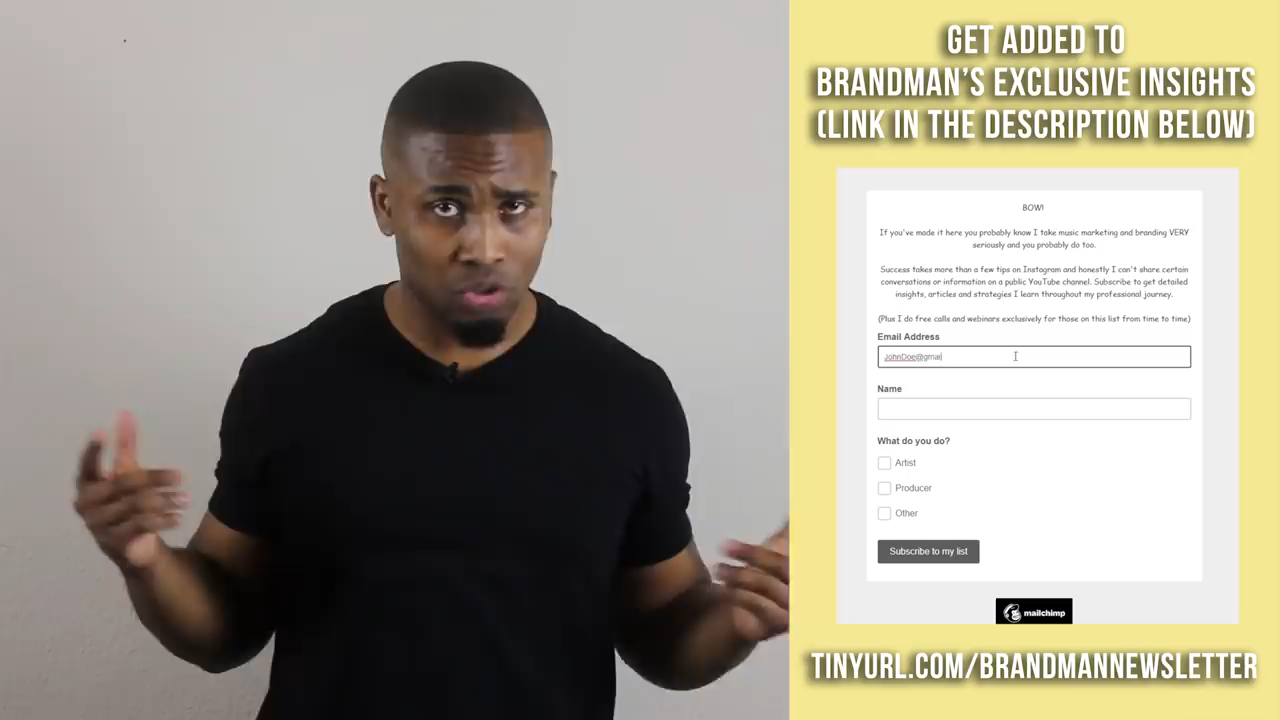 GET ADDED TO
BRANDMAN'S EXCLUSIVE INSIGHTS
(LINK IN THE DESCRIPTION BELOW)
BOW!
If you've made it here you probably know I take music marketing and branding VERY
seriously and you probably do too.
Success takes more than a few tips on Instagram and honestly I can't share certain
conversations or information on a public YouTube channel. Subscribe to get detailed
insights, articles and strategies I learn throughout my professional journey.
(Plus I do free calls and webinars exclusively for those on this list from time to time)
Email Address
JohnDoe@gmai
Name
What do you do?
Artist
Producer
Other
Subscribe to my list
mailchimp
TINYURL.COM/BRANDMANNEWSLETTER